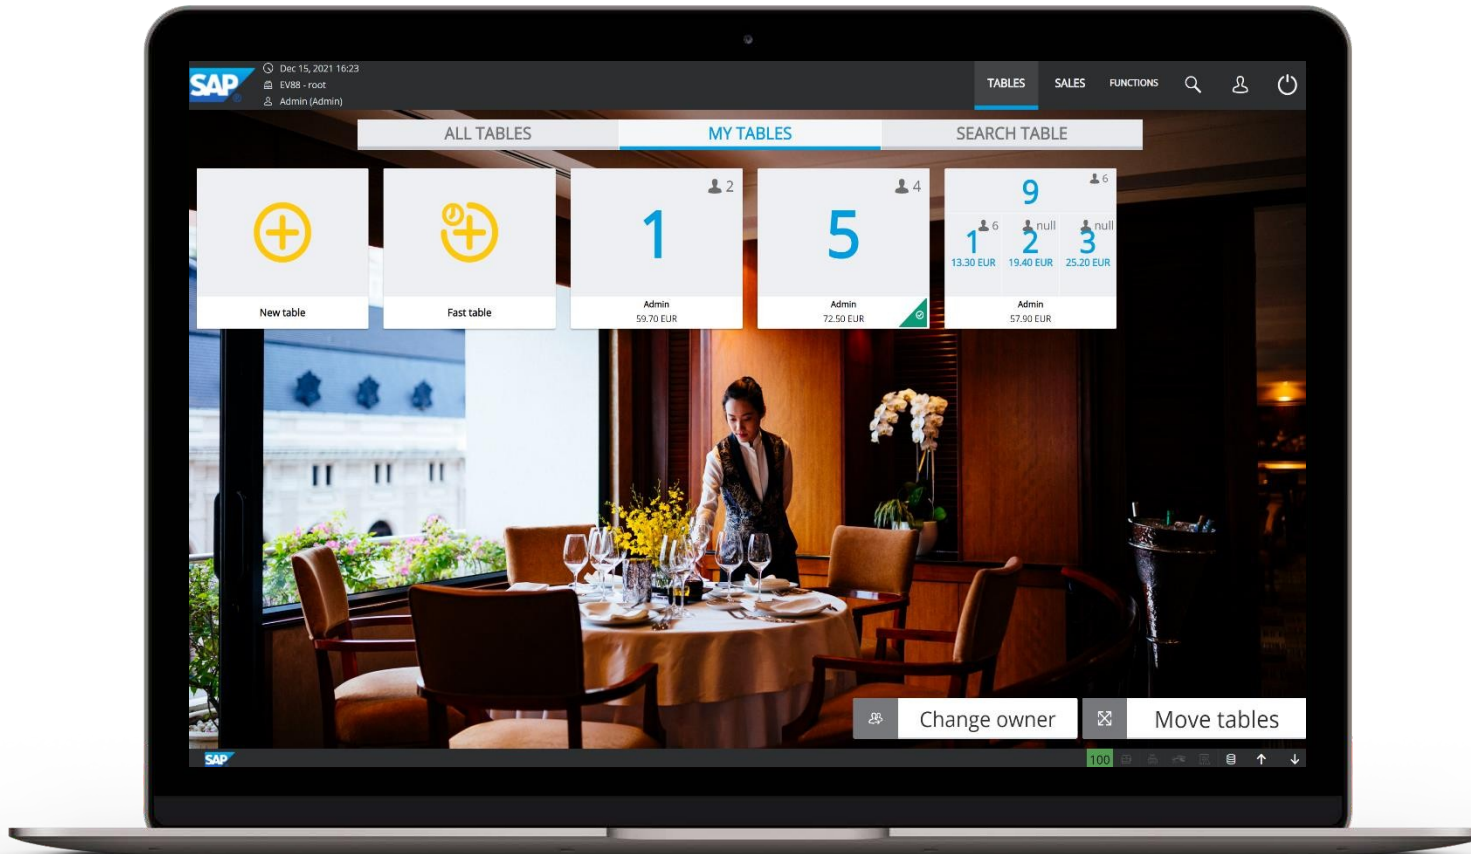 SAP
Dec 15, 2021 16:23
EV88 - root
Admin (Admin)
TABLES
SALES
FUNCTIONS
ALL TABLES
MY TABLES
SEARCH TABLE
New table
Fast table
2
1
Admin
59.70 EUR
4
5
Admin
72.50 EUR
6
9
6
null
null
1
2
3
13.30 EUR
19.40 EUR
25.20 EUR
Admin
57.90 EUR
Change owner
Move tables
SAP
100